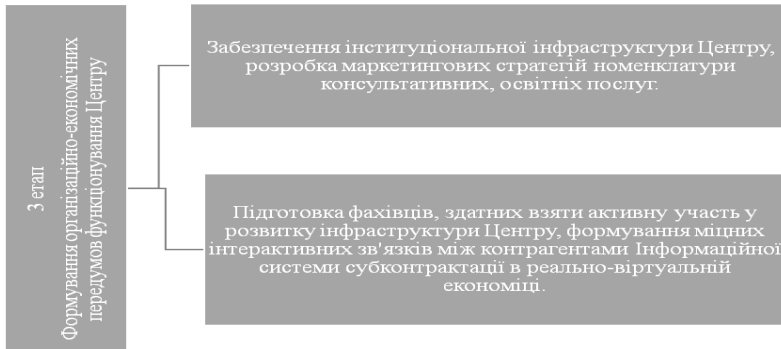 3 етап
Формування організаційно-економічних
передумов функціонування Центру
Забезпечення інституціональної інфраструктури Центру,
розробка маркетингових стратегій номенклатури
консультативних, освітніх послуг.
Підготовка фахівців, здатних взяти активну участь у
розвитку інфраструктури Центру, формування міцних
інтерактивних зв'язків між контрагентами Інформаційної
системи субконтрактації в реально-віртуальній
економіці.